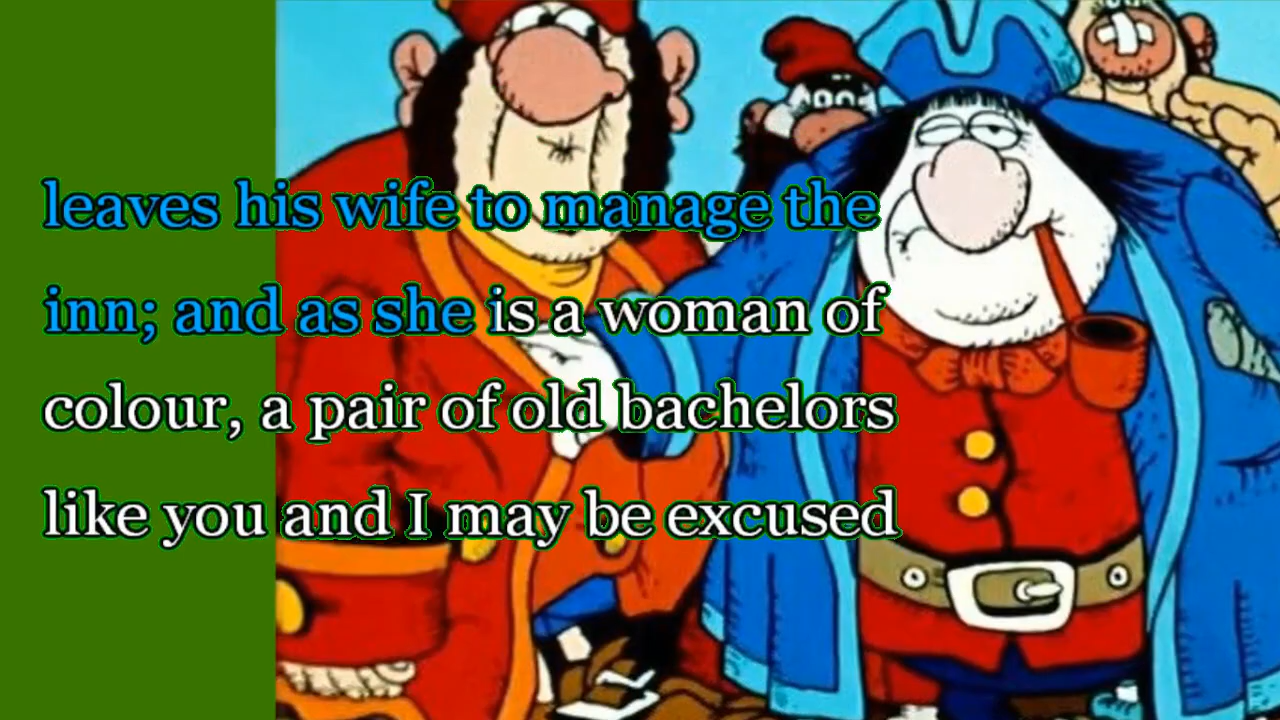 leaves his wife to manage the
inn; and as she is a woman of
colour, a pair of old bachelors
like you and I may be excused